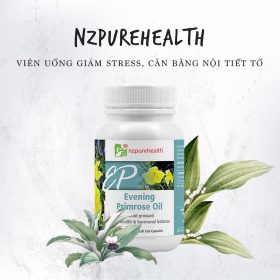 NZPUREHEALTH
VIÊN UỐNG GIẢM STRESS, CÂN BẰNG NỘI TIẾT TỐ
nzpurehealth
EP
Evening
Primrose Oil
cold pressed
health & hormonal balance
Soft Gel Capsules